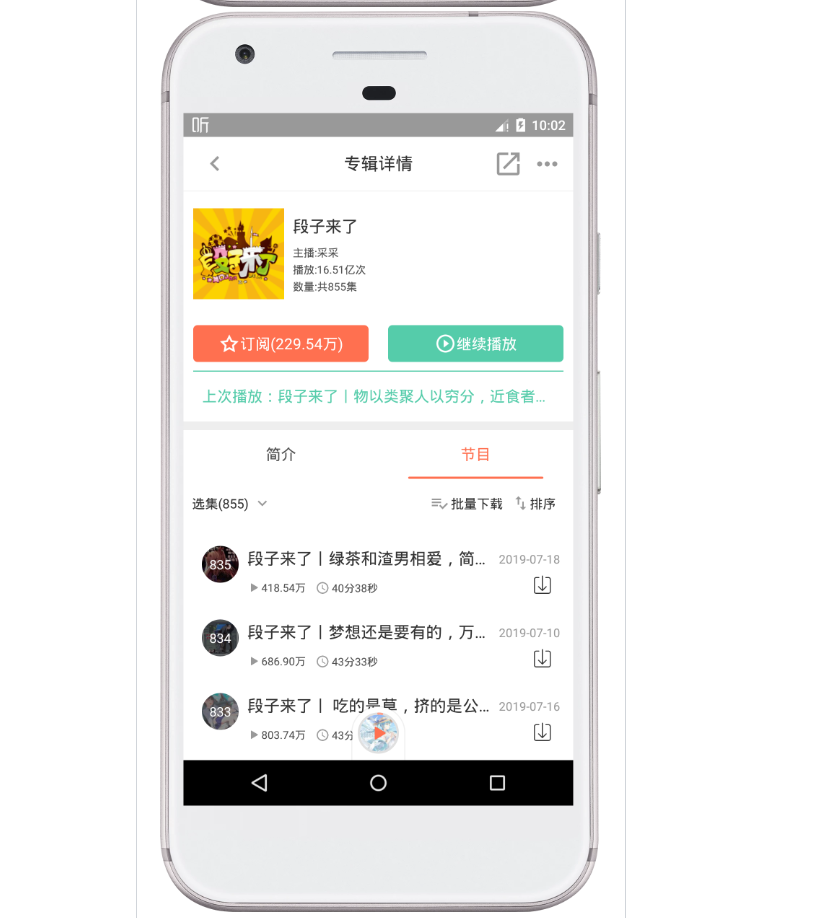 听 10:02
专辑详情
段子来了
段子来了
主播:采采
播放:16.51亿次
数量:共855集
订阅(229.54万) 继续播放
上次播放：段子来了丨物以类聚人以穷分，近食者...
简介 节目
选集(855) 批量下载 排序
835 段子来了丨绿茶和渣男相爱，简... 2019-07-18
418.54万 40分38秒
834 段子来了丨梦想还是要有的，万... 2019-07-10
686.90万 43分33秒
833 段子来了丨 吃的是草，挤的是公... 2019-07-16
803.74万 43分